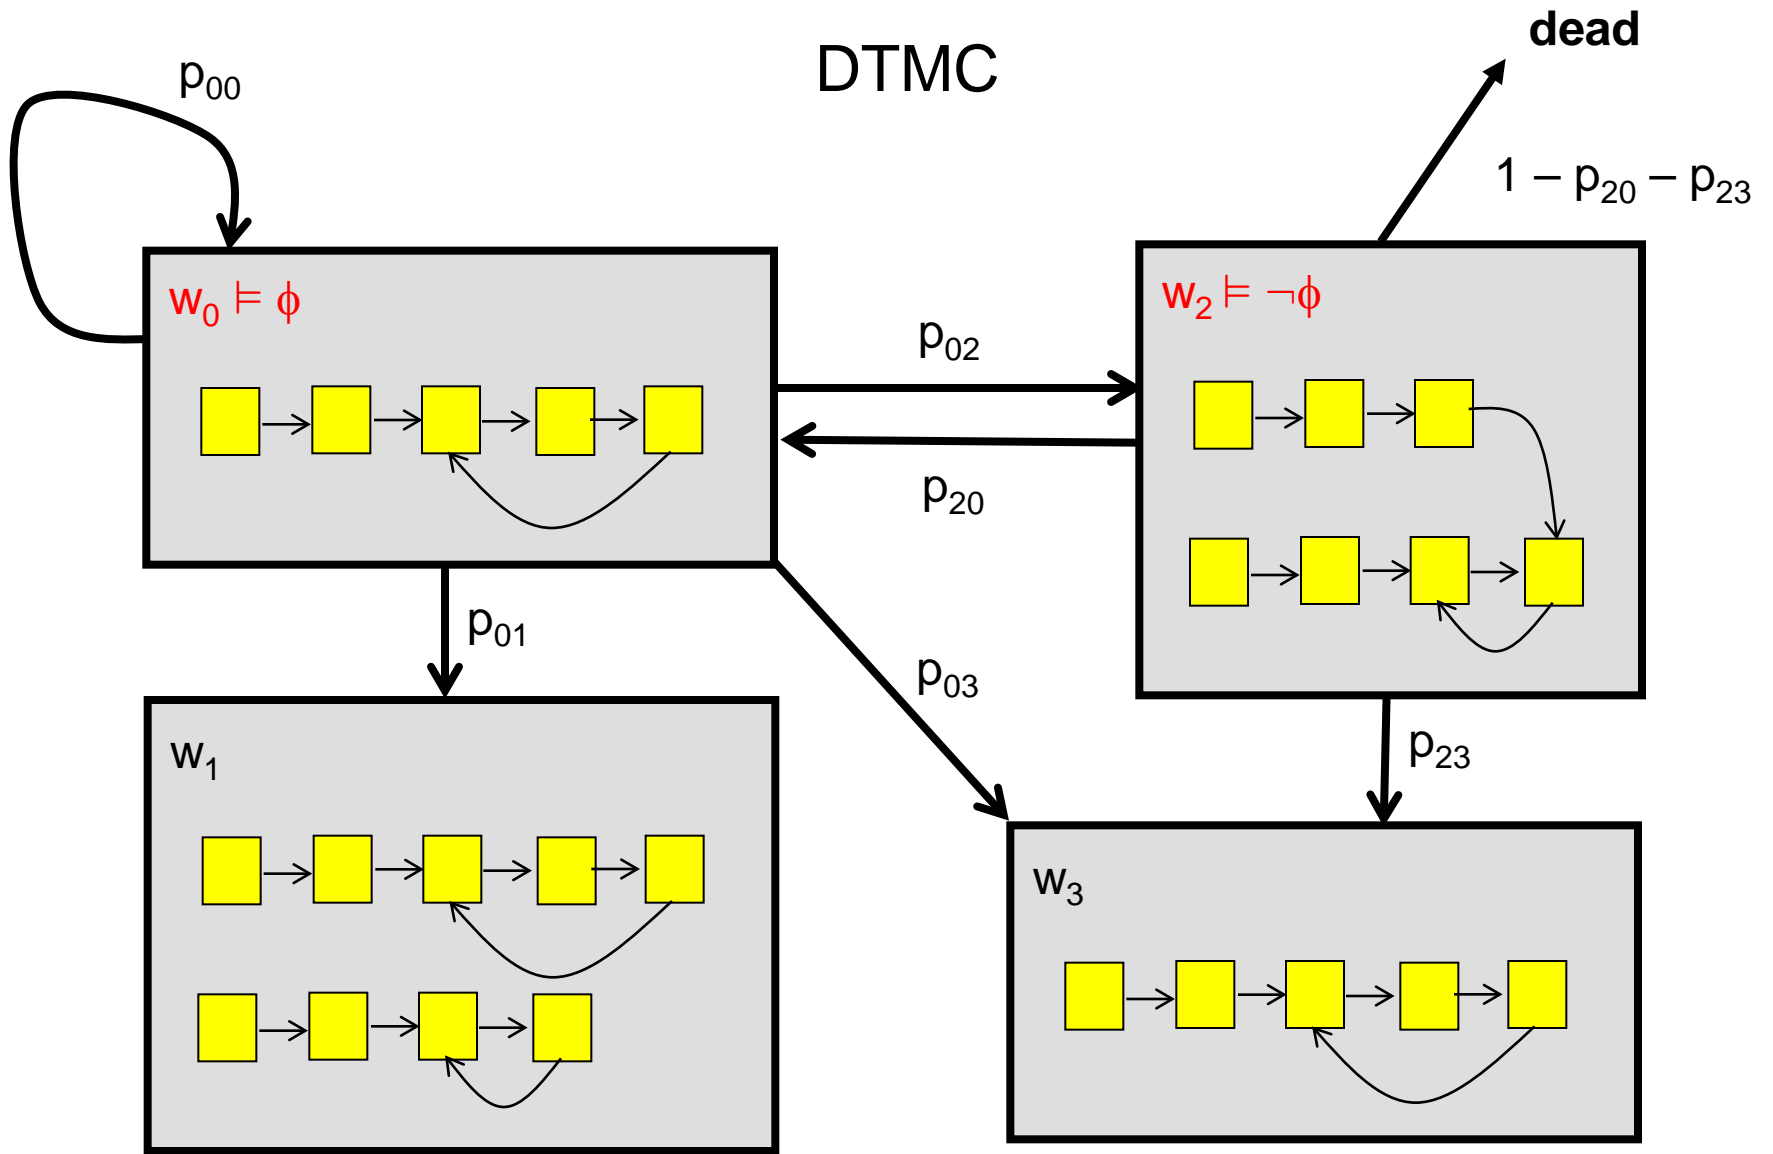 dead
DTMC
p₀₀
1 – p₂₀ – p₂₃
w₀ ⊨ ϕ
w₂ ⊨ ¬ϕ
p₀₂
p₂₀
p₀₁
p₀₃
p₂₃
w₁
w₃